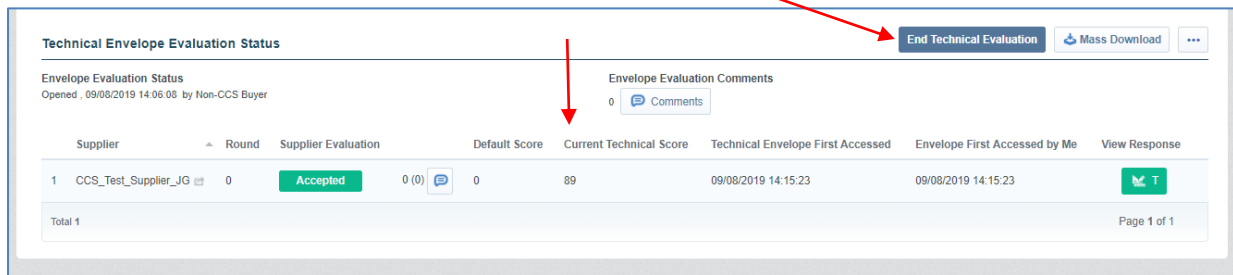 Technical Envelope Evaluation Status
End Technical Evaluation
Mass Download
...
Envelope Evaluation Status
Envelope Evaluation Comments
Opened , 09/08/2019 14:06:08 by Non-CCS Buyer
0 Comments
Supplier Round Supplier Evaluation Default Score Current Technical Score Technical Envelope First Accessed Envelope First Accessed by Me View Response
1 CCS_Test_Supplier_JG 0 Accepted 0 (0) 0 89 09/08/2019 14:15:23 09/08/2019 14:15:23 T
Total 1 Page 1 of 1